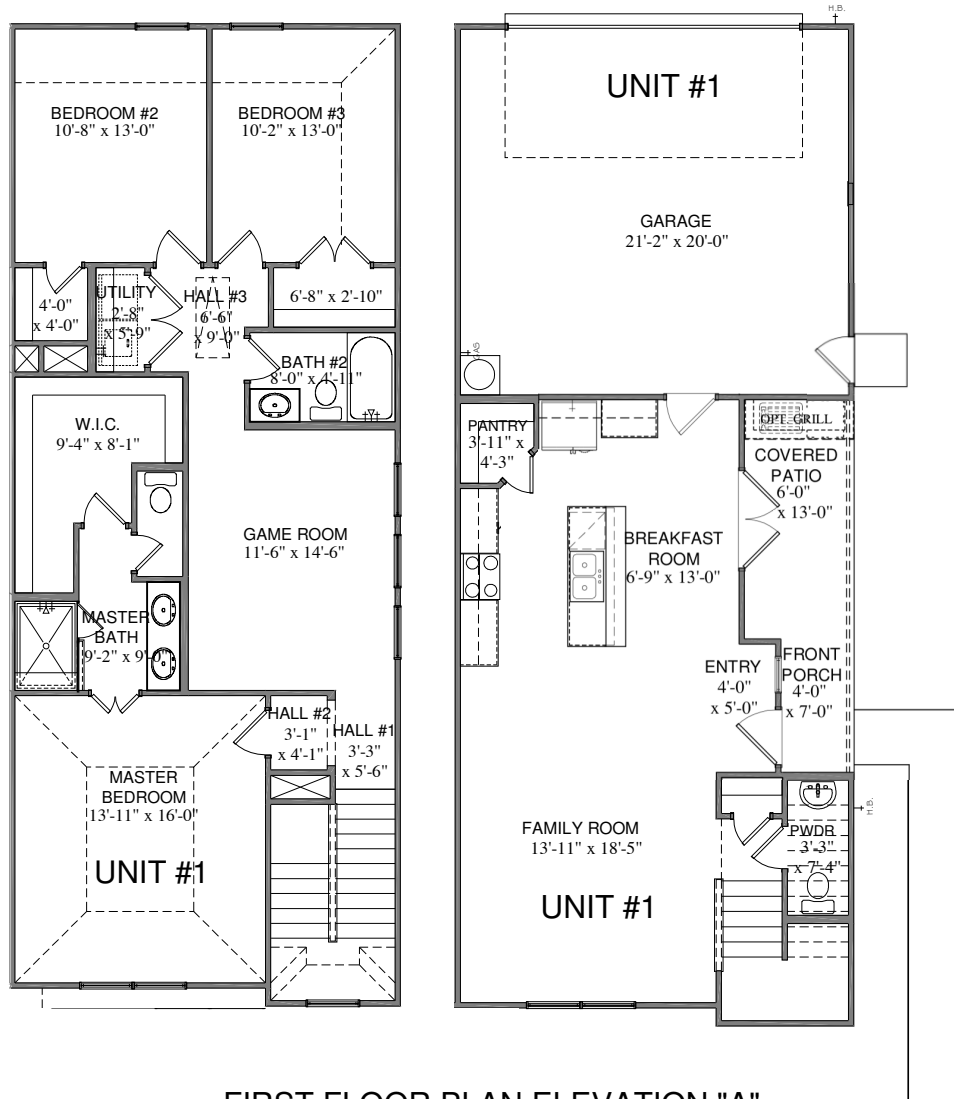 H.B.
BEDROOM #2
10'-8" x 13'-0"
BEDROOM #3
10'-2" x 13'-0"
4'-0"
x 4'-0"
UTILITY
2'-8"
x 5'-9"
HALL #3
6'-6"
x 9'-0"
6'-8" x 2'-10"
BATH #2
8'-0" x 4'-11"
W.I.C.
9'-4" x 8'-1"
GAME ROOM
11'-6" x 14'-6"
MASTER
BATH
9'-2" x 9'-0"
HALL #2
3'-1"
x 4'-1"
HALL #1
3'-3"
x 5'-6"
MASTER
BEDROOM
13'-11" x 16'-0"
UNIT #1
UNIT #1
GARAGE
21'-2" x 20'-0"
GAS
PANTRY
3'-11" x
4'-3"
OPT. GRILL
COVERED
PATIO
6'-0"
x 13'-0"
BREAKFAST
ROOM
6'-9" x 13'-0"
ENTRY
4'-0"
x 5'-0"
FRONT
PORCH
4'-0"
x 7'-0"
H.B.
FAMILY ROOM
13'-11" x 18'-5"
PWDR
3'-3"
x 7'-4"
UNIT #1
FIRST FLOOR PLAN ELEVATION "A"